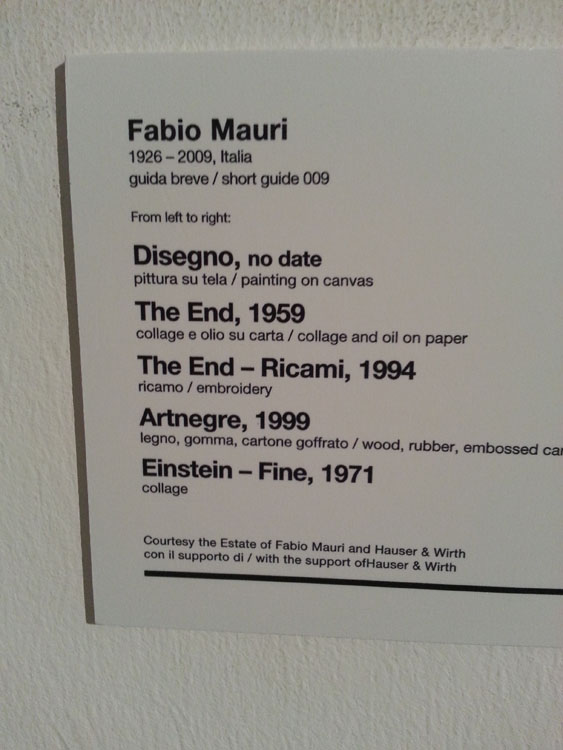 Fabio Mauri
1926 – 2009, Italia
guida breve / short guide 009
From left to right:
Disegno, no date
pittura su tela / painting on canvas
The End, 1959
collage e olio su carta / collage and oil on paper
The End – Ricami, 1994
ricamo / embroidery
Artnegre, 1999
legno, gomma, cartone goffrato / wood, rubber, embossed
Einstein – Fine, 1971
collage
Courtesy the Estate of Fabio Mauri and Hauser & Wirth
con il supporto di / with the support ofHauser & Wirth